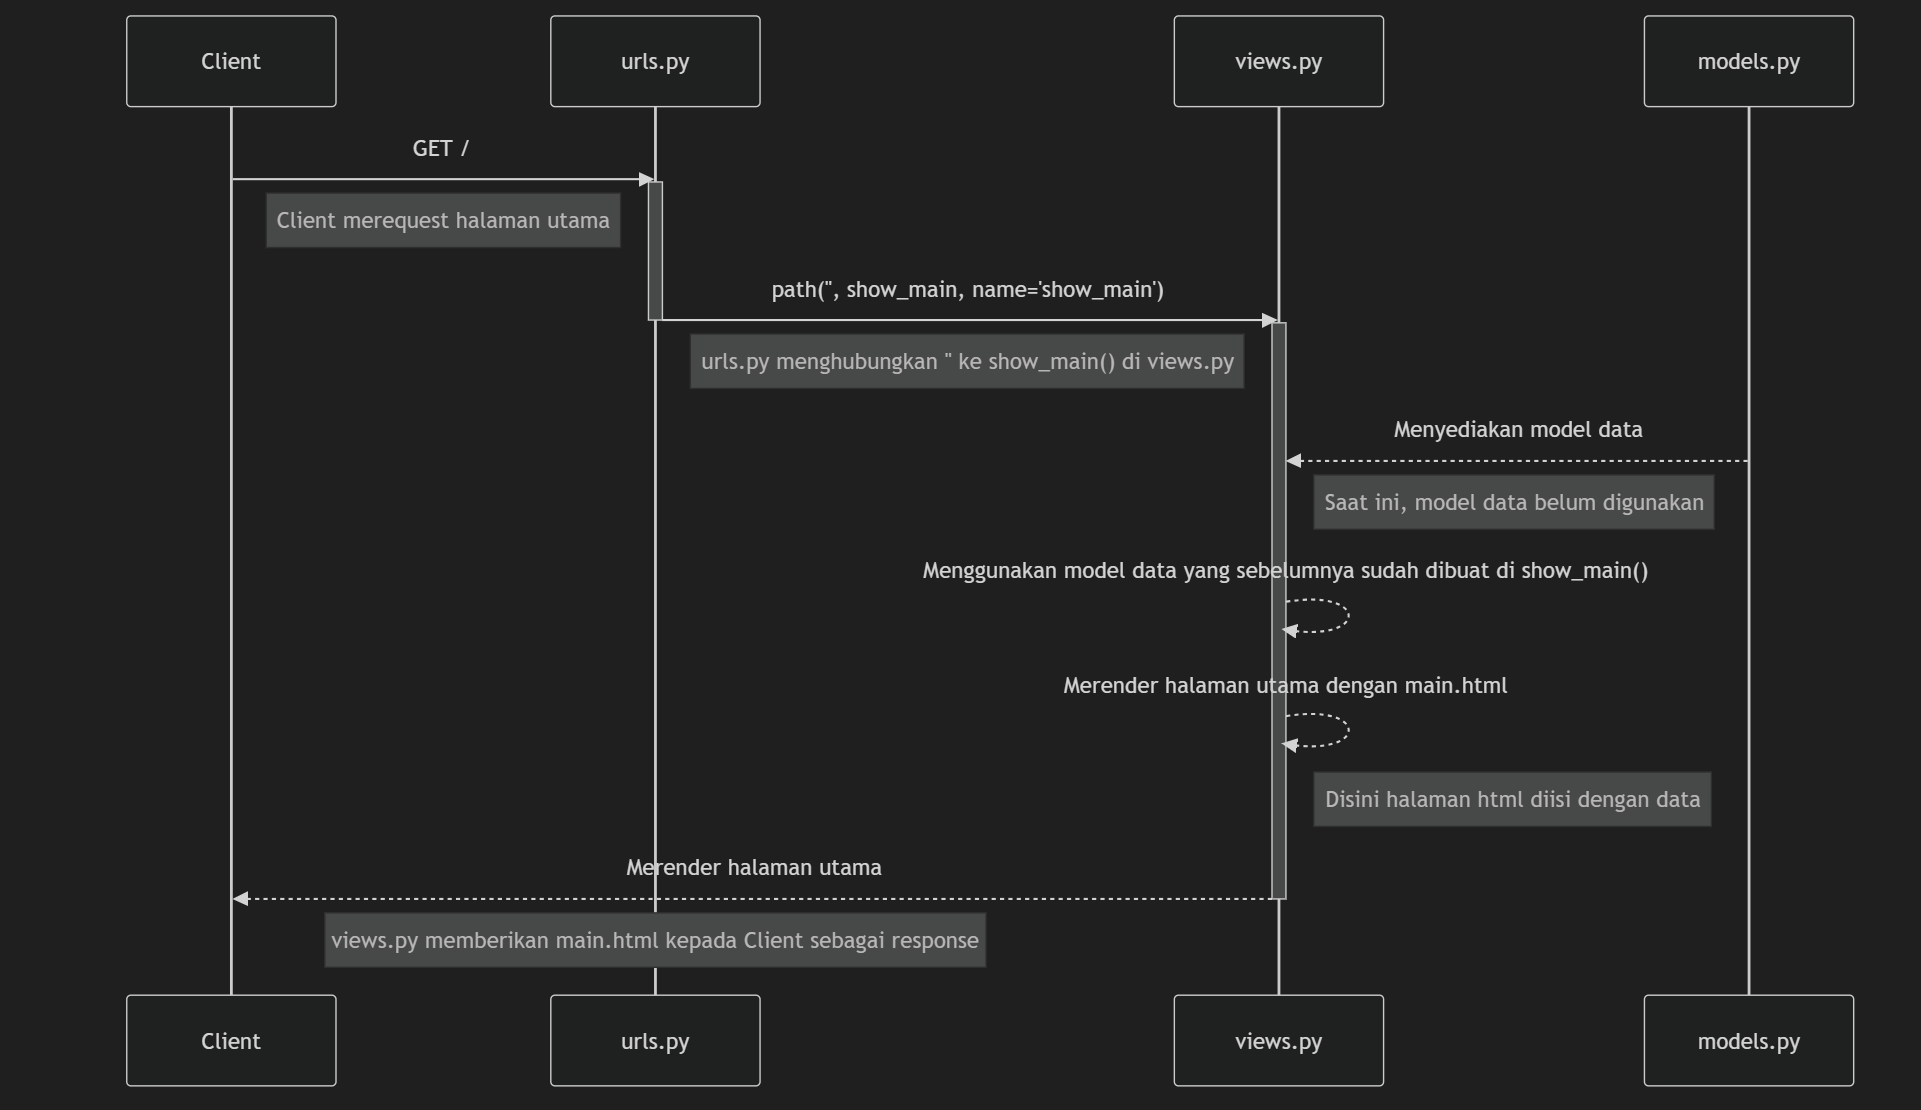 Client
urls.py
views.py
models.py
GET /
Client merequest halaman utama
path('', show_main, name='show_main')
urls.py menghubungkan '' ke show_main() di views.py
Menyediakan model data
Saat ini, model data belum digunakan
Menggunakan model data yang sebelumnya sudah dibuat di show_main()
Merender halaman utama dengan main.html
Disini halaman html diisi dengan data
Merender halaman utama
views.py memberikan main.html kepada Client sebagai response
Client
urls.py
views.py
models.py